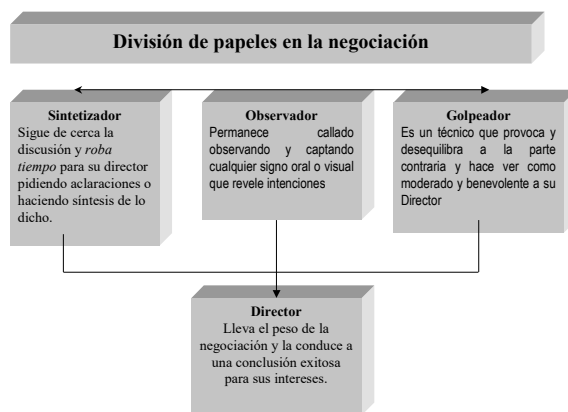 División de papeles en la negociación
Sintetizador
Sigue de cerca la
discusión y roba
tiempo para su director
pidiendo aclaraciones o
haciendo síntesis de lo
dicho.
Observador
Permanece callado
observando y captando
cualquier signo oral o visual
que revele intenciones
Golpeador
Es un técnico que provoca y
desequilibra a la parte
contraria y hace ver como
moderado y benevolente a su
Director
Director
Lleva el peso de la
negociación y la conduce a
una conclusión exitosa
para sus intereses.